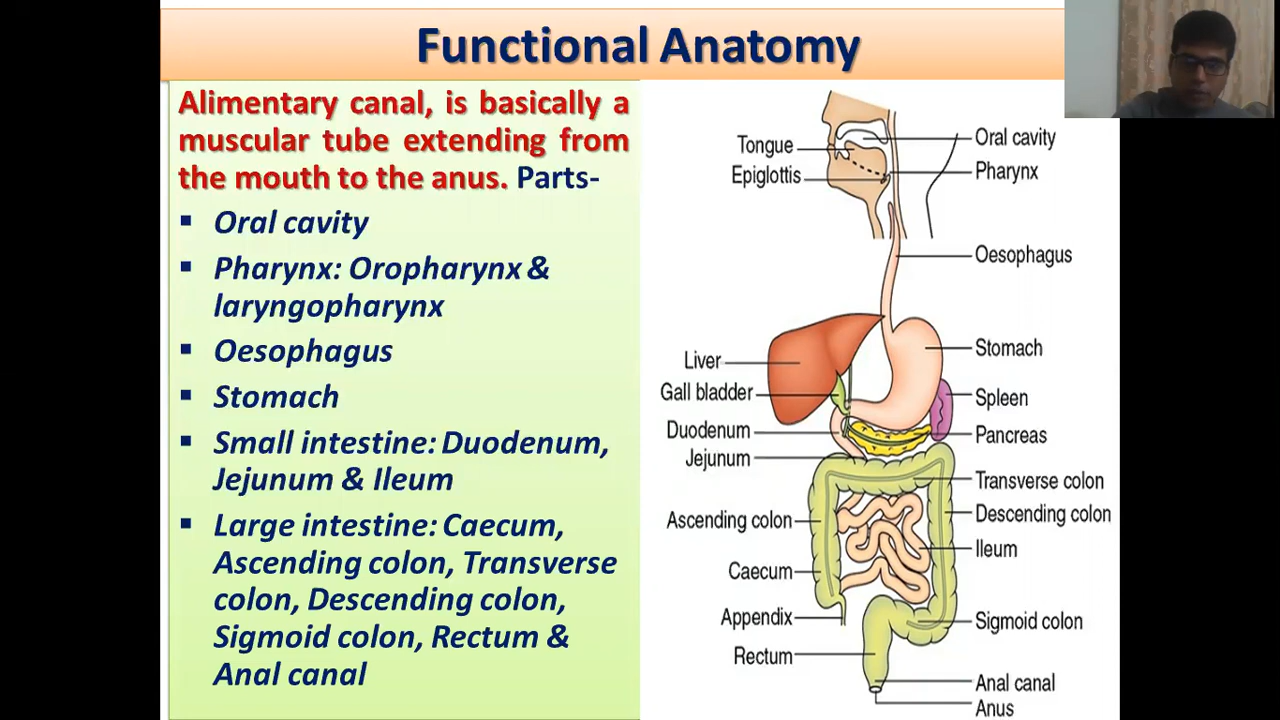 Functional Anatomy
Alimentary canal, is basically a
muscular tube extending from
the mouth to the anus. Parts-
▪ Oral cavity
▪ Pharynx: Oropharynx &
laryngopharynx
▪ Oesophagus
▪ Stomach
▪ Small intestine: Duodenum,
Jejunum & Ileum
▪ Large intestine: Caecum,
Ascending colon, Transverse
colon, Descending colon,
Sigmoid colon, Rectum &
Anal canal
Tongue
Epiglottis
Liver
Gall bladder
Duodenum
Jejunum
Ascending colon
Caecum
Appendix
Rectum
Oral cavity
Pharynx
Oesophagus
Stomach
Spleen
Pancreas
Transverse colon
Descending colon
Ileum
Sigmoid colon
Anal canal
Anus